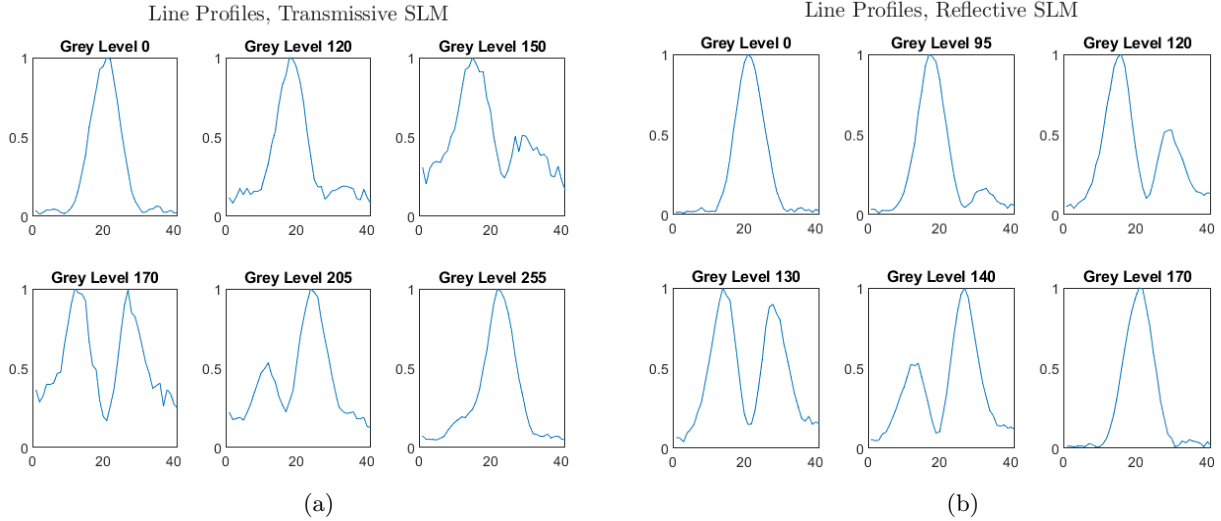 Line Profiles, Transmissive SLM
Grey Level 0
Grey Level 120
Grey Level 150
1
0.5
0
0 20 40
1
0.5
0
0 20 40
1
0.5
0
0 20 40
Grey Level 170
Grey Level 205
Grey Level 255
1
0.5
0
0 20 40
1
0.5
0
0 20 40
1
0.5
0
0 20 40
(a)
Line Profiles, Reflective SLM
Grey Level 0
Grey Level 95
Grey Level 120
1
0.5
0
0 20 40
1
0.5
0
0 20 40
1
0.5
0
0 20 40
Grey Level 130
Grey Level 140
Grey Level 170
1
0.5
0
0 20 40
1
0.5
0
0 20 40
1
0.5
0
0 20 40
(b)